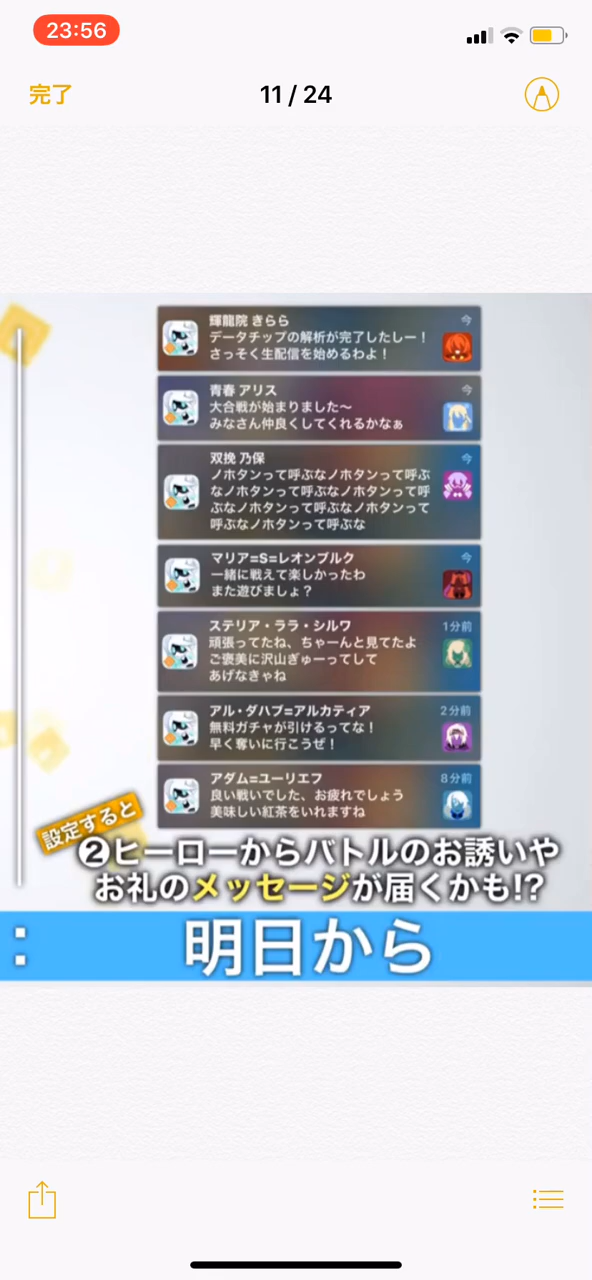 23:56
完了
11 / 24
輝龍院 きらら
今
データチップの解析が完了したしー！
さっそく生配信を始めるわよ！
青春 アリス
今
大合戦が始まりました〜
みなさん仲良くしてくれるかなぁ
双挽 乃保
今
ノホタンって呼ぶなノホタンって呼ぶ
なノホタンって呼ぶなノホタンって呼
ぶなノホタンって呼ぶなノホタンって
呼ぶなノホタンって呼ぶな
マリア=S=レオンブルク
今
一緒に戦えて楽しかったわ
また遊びましょ？
ステリア・ララ・シルワ
1分前
頑張ってたね、ちゃーんと見てたよ
ご褒美に沢山ぎゅーってして
あげなきゃね
アル・ダハブ=アルカティア
2分前
無料ガチャが引けるってな！
早く奪いに行こうぜ！
アダム=ユーリエフ
8分前
良い戦いでした、お疲れでしょう
美味しい紅茶をいれますね
設定すると
❷ヒーローからバトルのお誘いや
お礼のメッセージが届くかも!?
： 明日から